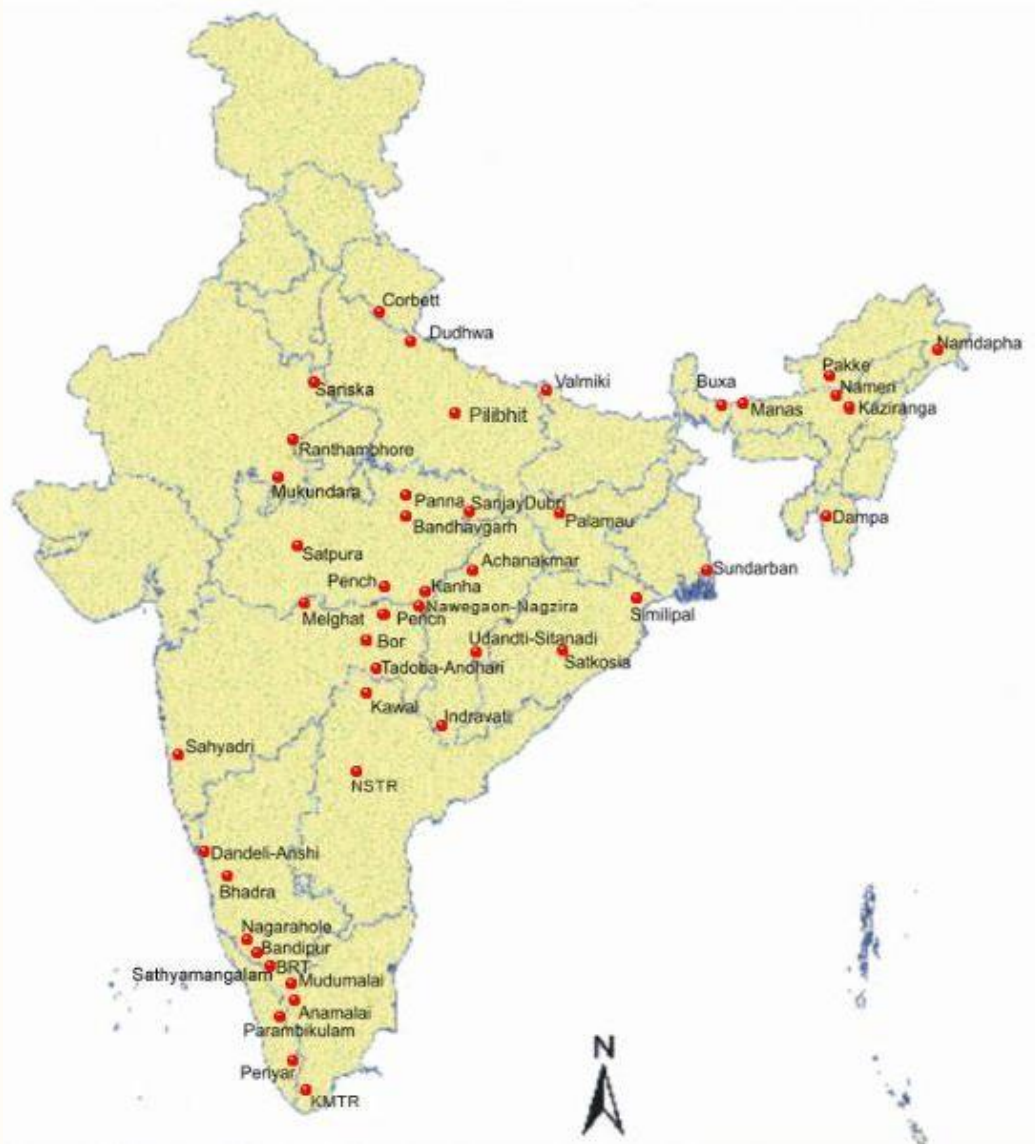 Corbett
Dudhwa
Namdapha
Pakke
Sariska
Valmiki
Buxa
Nameri
Manas
Kaziranga
Pilibhit
Ranthambhore
Mukundara
Panna
SanjayDubri
Bandhavgarh
Palamau
Dampa
Satpura
Achanakmar
Sundarban
Pench
Kanha
Melghat
Nawegaon-Nagzira
Similipal
Pench
Bor
Udandti-Sitanadi
Satkosia
Tadoba-Andhari
Kawal
Indravati
Sahyadri
NSTR
Dandeli-Anshi
Bhadra
Nagarahole
Bandipur
BRT
Sathyamangalam
Mudumalai
Anamalai
Parambikulam
N
Periyar
KMTR